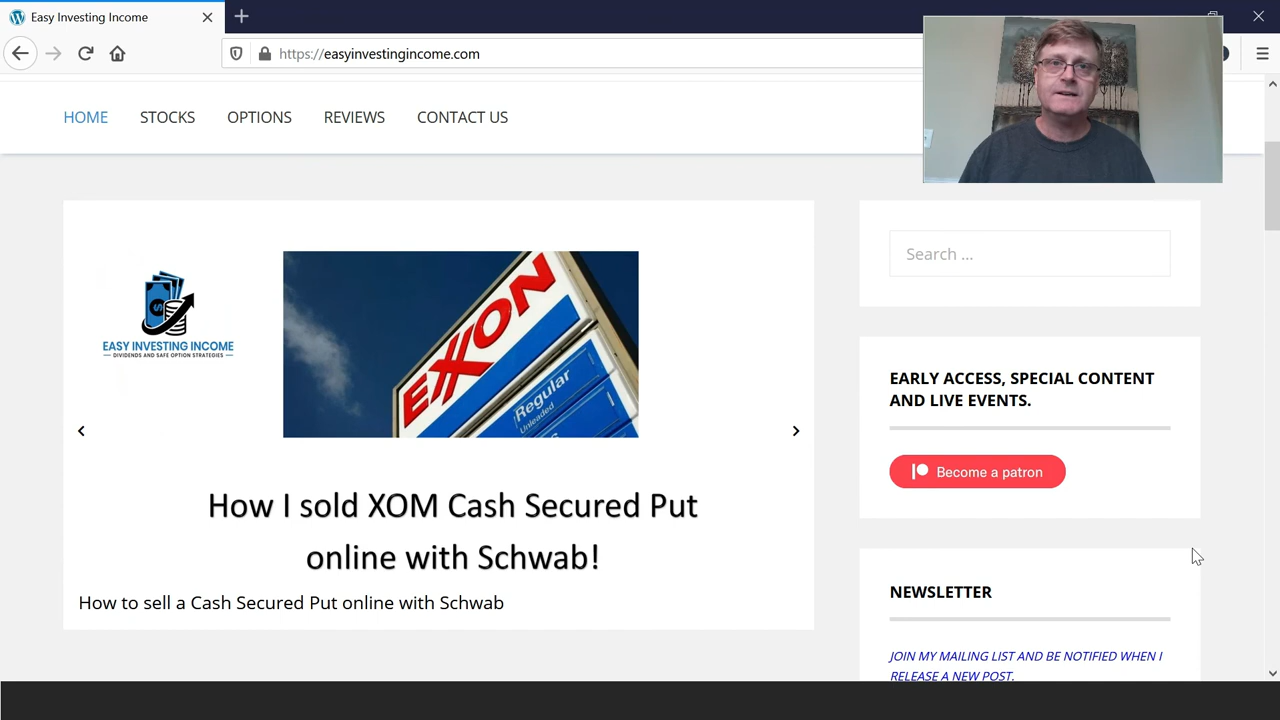 Easy Investing Income
https://easyinvestingincome.com
HOME STOCKS OPTIONS REVIEWS CONTACT US
EASY INVESTING INCOME
DIVIDENDS AND SAFE OPTION STRATEGIES
EXXON
Regular
Unleaded
How I sold XOM Cash Secured Put
online with Schwab!
How to sell a Cash Secured Put online with Schwab
Search ...
EARLY ACCESS, SPECIAL CONTENT
AND LIVE EVENTS.
Become a patron
NEWSLETTER
JOIN MY MAILING LIST AND BE NOTIFIED WHEN I
RELEASE A NEW POST.